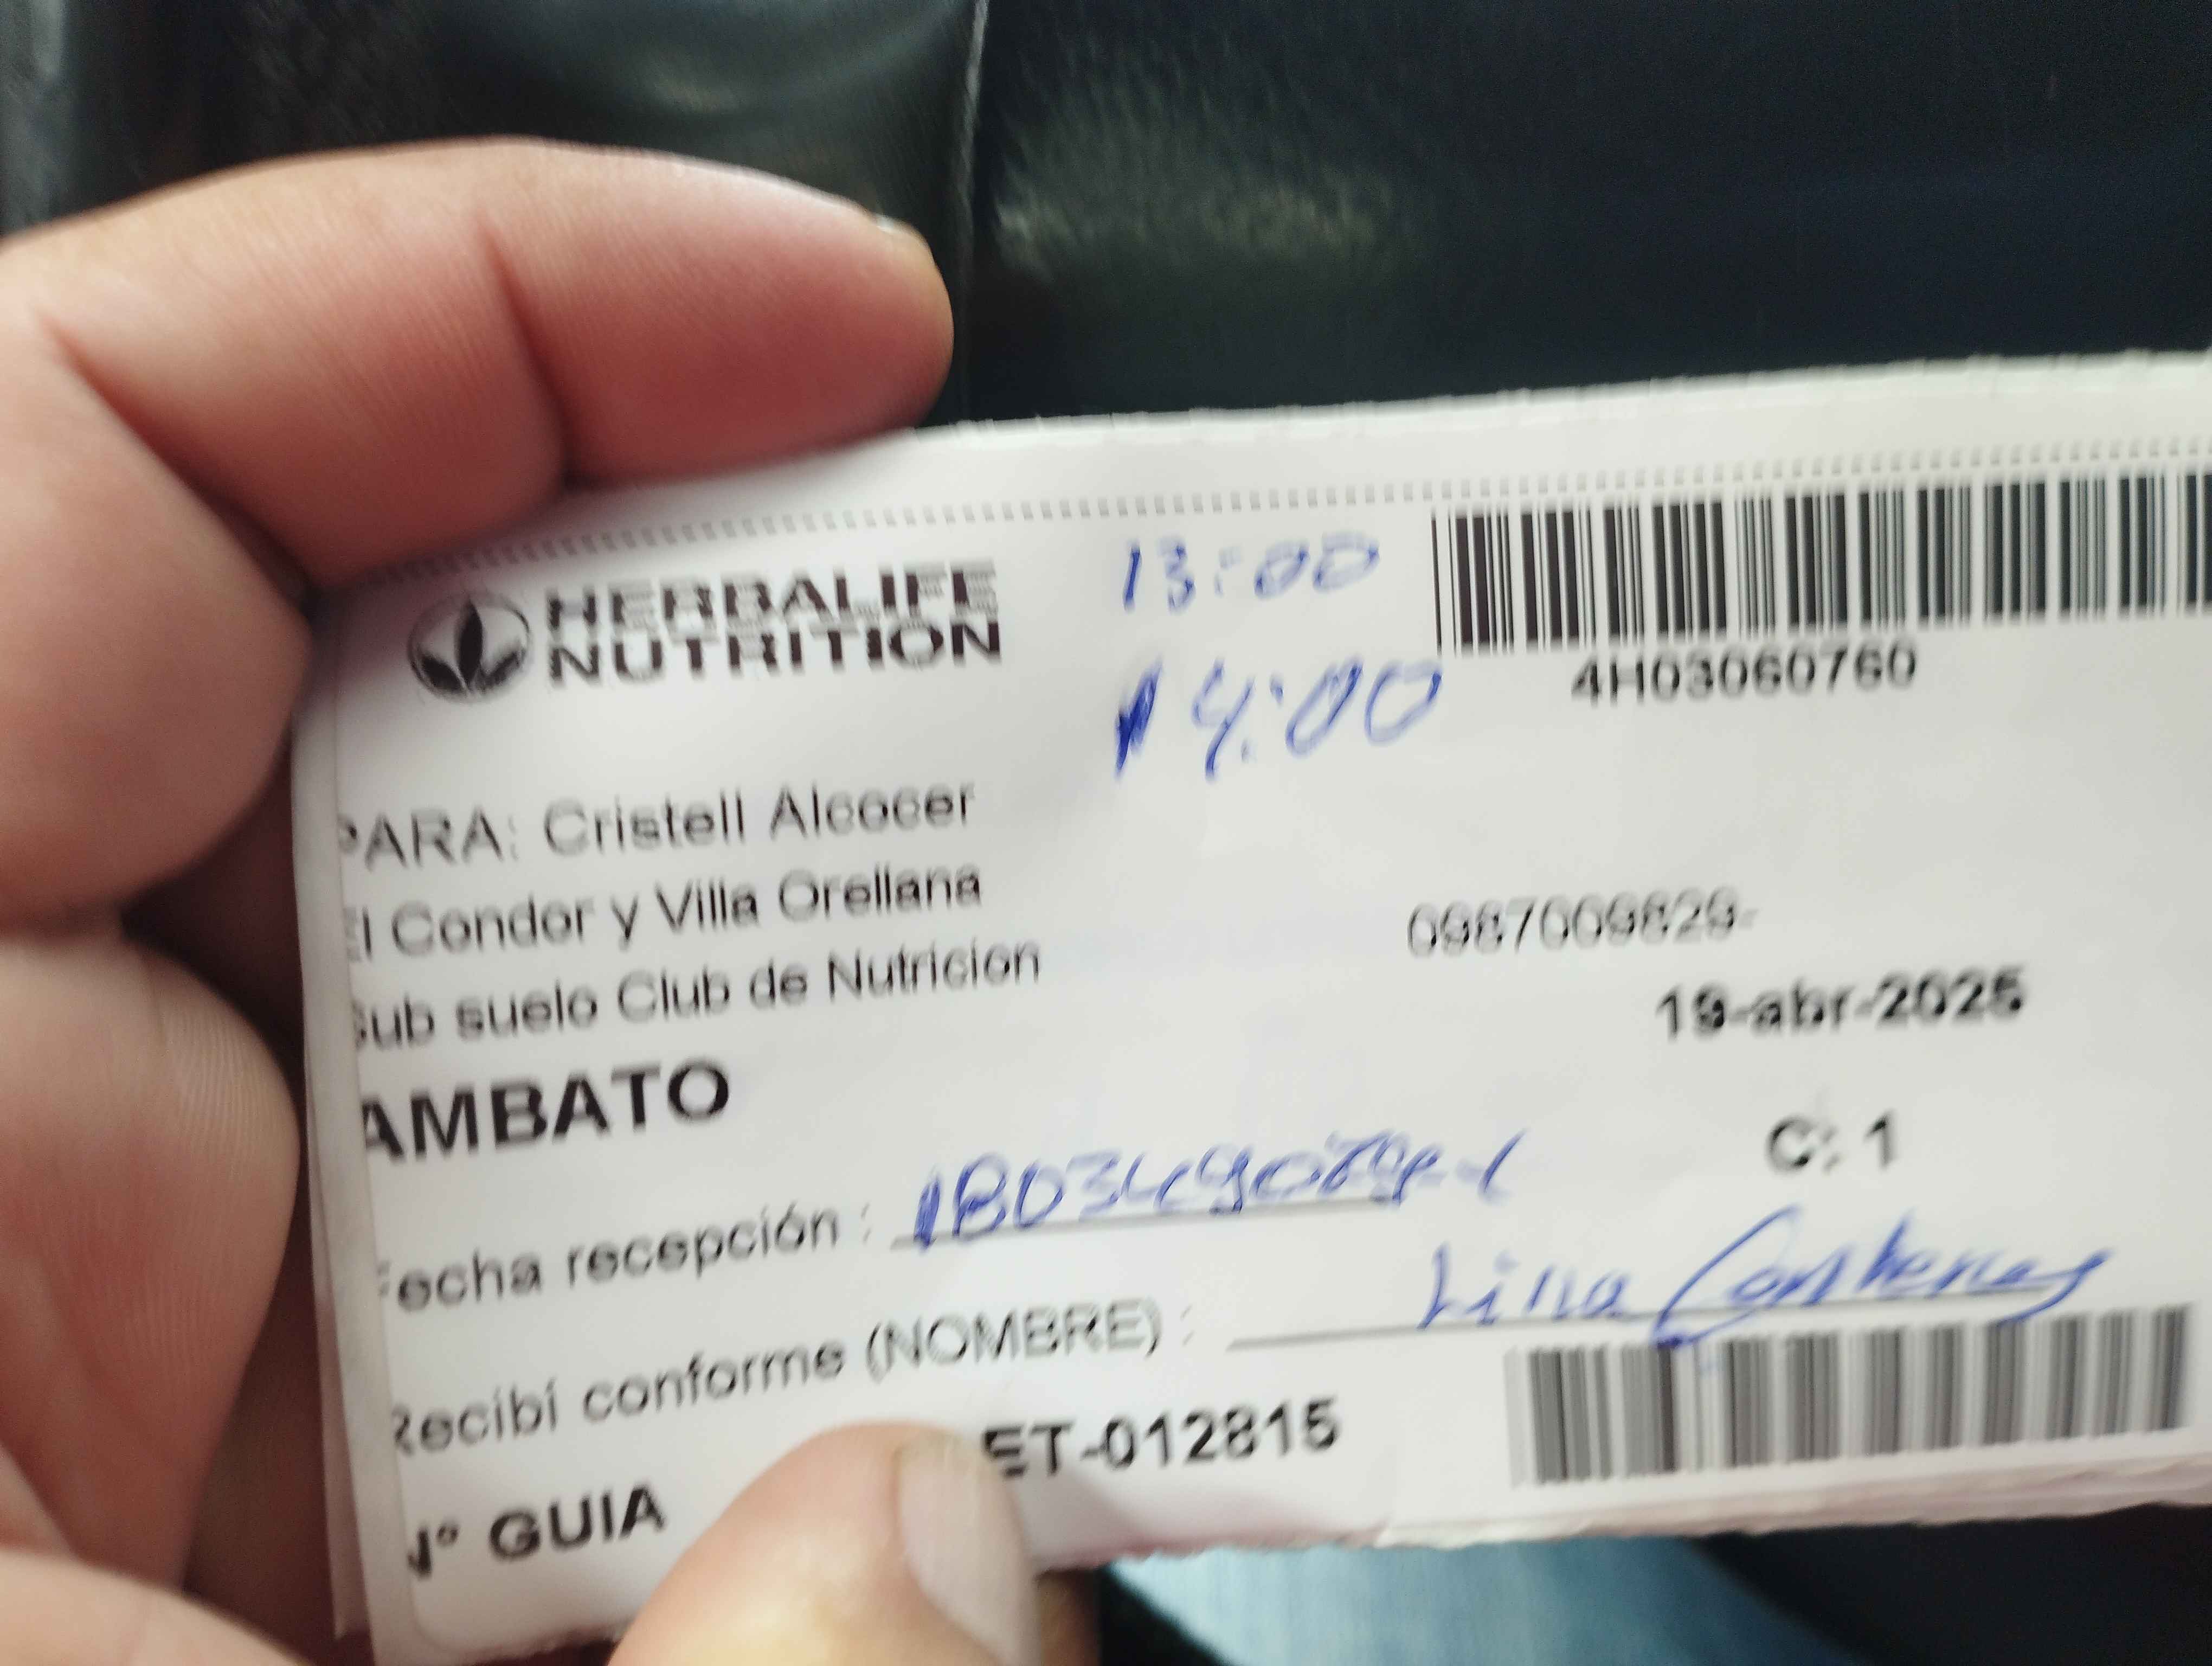 HERBALIFE
NUTRITION
13:00
$4:00
4H03060760
PARA: Cristell Alcocer
El Condor y Villa Orellana
Sub suelo Club de Nutricion
0987009829-
19-abr-2025
AMBATO
C: 1
Fecha recepción :
Recibí conforme (NOMBRE) :
Nº GUIA ET-012815